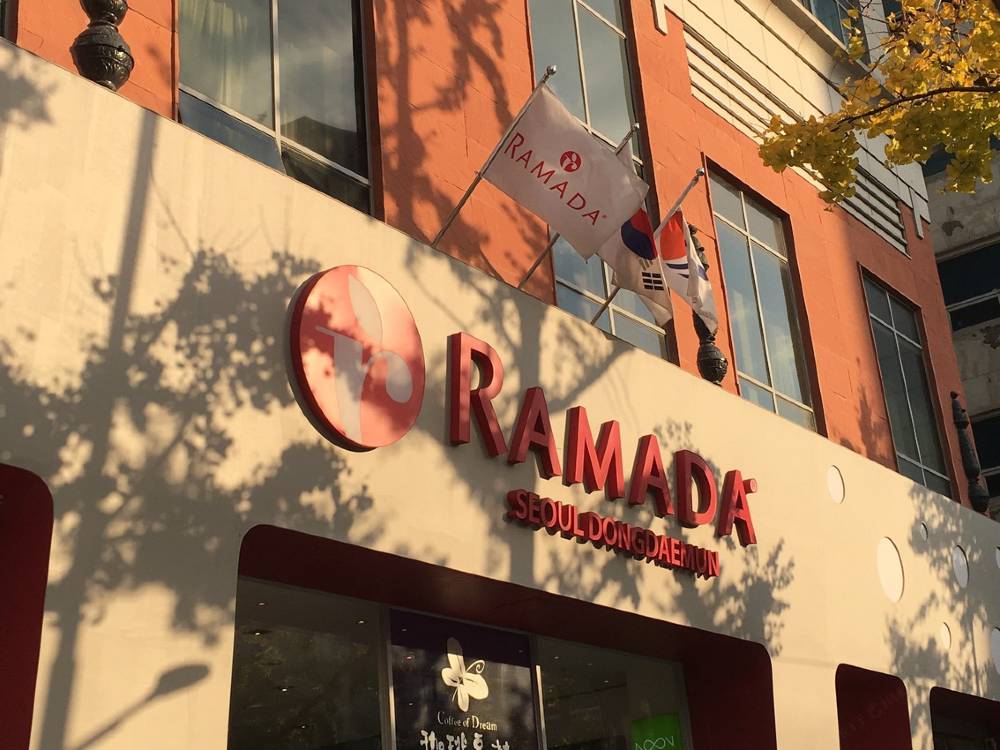 RAMADA®
RAMADA
SEOUL DONGDAEMUN
Coffee of Dream